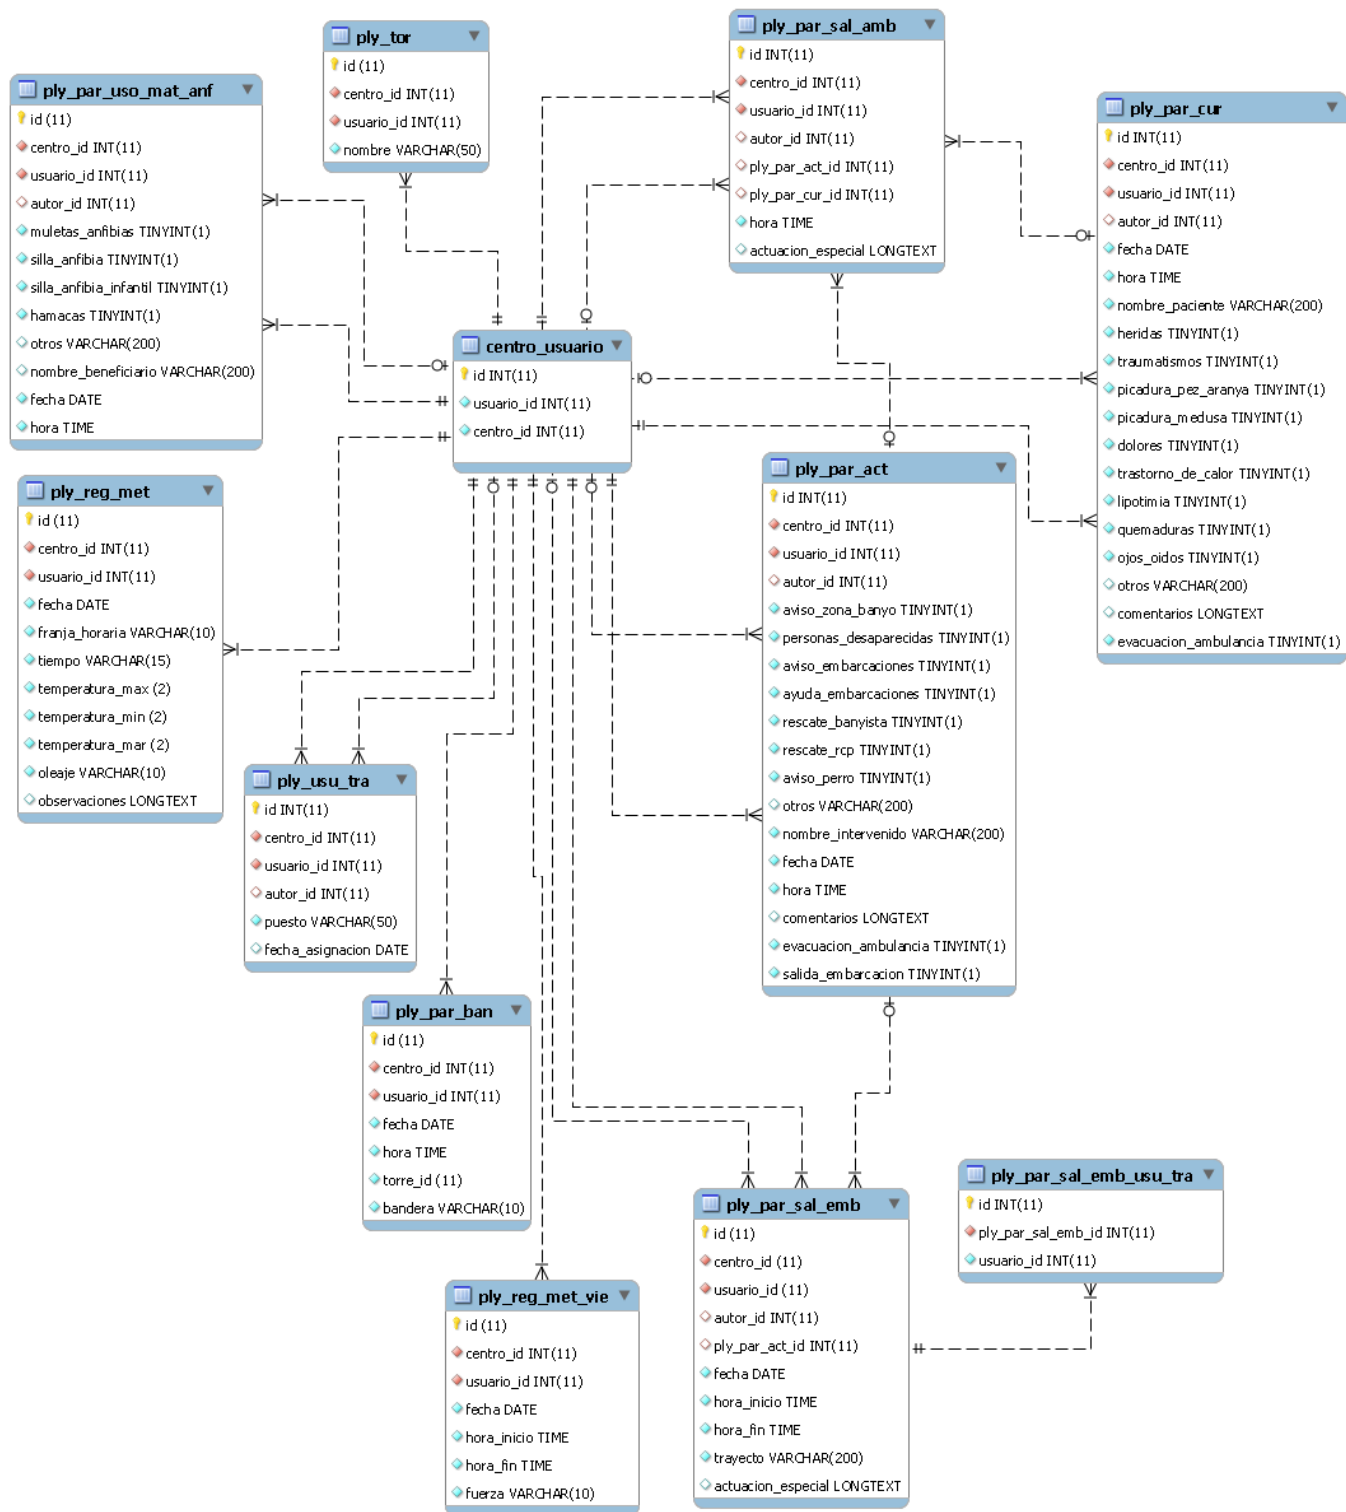 ply_tor
id (11)
centro_id INT(11)
usuario_id INT(11)
nombre VARCHAR(50)
ply_par_sal_amb
id INT(11)
centro_id INT(11)
usuario_id INT(11)
autor_id INT(11)
ply_par_act_id INT(11)
ply_par_cur_id INT(11)
hora TIME
actuacion_especial LONGTEXT
ply_par_uso_mat_anf
id (11)
centro_id INT(11)
usuario_id INT(11)
autor_id INT(11)
muletas_anfibias TINYINT(1)
silla_anfibia TINYINT(1)
silla_anfibia_infantil TINYINT(1)
hamacas TINYINT(1)
otros VARCHAR(200)
nombre_beneficiario VARCHAR(200)
fecha DATE
hora TIME
ply_par_cur
id INT(11)
centro_id INT(11)
usuario_id INT(11)
autor_id INT(11)
fecha DATE
hora TIME
nombre_paciente VARCHAR(200)
heridas TINYINT(1)
traumatismos TINYINT(1)
picadura_pez_aranya TINYINT(1)
picadura_medusa TINYINT(1)
dolores TINYINT(1)
trastorno_de_calor TINYINT(1)
lipotimia TINYINT(1)
quemaduras TINYINT(1)
ojos_oidos TINYINT(1)
otros VARCHAR(200)
comentarios LONGTEXT
evacuacion_ambulancia TINYINT(1)
centro_usuario
id INT(11)
usuario_id INT(11)
centro_id INT(11)
ply_reg_met
id (11)
centro_id INT(11)
usuario_id INT(11)
fecha DATE
franja_horaria VARCHAR(10)
tiempo VARCHAR(15)
temperatura_max (2)
temperatura_min (2)
temperatura_mar (2)
oleaje VARCHAR(10)
observaciones LONGTEXT
ply_par_act
id INT(11)
centro_id INT(11)
usuario_id INT(11)
autor_id INT(11)
aviso_zona_banyo TINYINT(1)
personas_desaparecidas TINYINT(1)
aviso_embarcaciones TINYINT(1)
ayuda_embarcaciones TINYINT(1)
rescate_banyista TINYINT(1)
rescate_rcp TINYINT(1)
aviso_perro TINYINT(1)
otros VARCHAR(200)
nombre_intervenido VARCHAR(200)
fecha DATE
hora TIME
comentarios LONGTEXT
evacuacion_ambulancia TINYINT(1)
salida_embarcacion TINYINT(1)
ply_usu_tra
id INT(11)
centro_id INT(11)
usuario_id INT(11)
autor_id INT(11)
puesto VARCHAR(50)
fecha_asignacion DATE
ply_par_ban
id (11)
centro_id INT(11)
usuario_id INT(11)
fecha DATE
hora TIME
torre_id (11)
bandera VARCHAR(10)
ply_par_sal_emb
id (11)
centro_id (11)
usuario_id (11)
autor_id INT(11)
ply_par_act_id INT(11)
fecha DATE
hora_inicio TIME
hora_fin TIME
trayecto VARCHAR(200)
actuacion_especial LONGTEXT
ply_par_sal_emb_usu_tra
id INT(11)
ply_par_sal_emb_id INT(11)
usuario_id INT(11)
ply_reg_met_vie
id (11)
centro_id INT(11)
usuario_id INT(11)
fecha DATE
hora_inicio TIME
hora_fin TIME
fuerza VARCHAR(10)